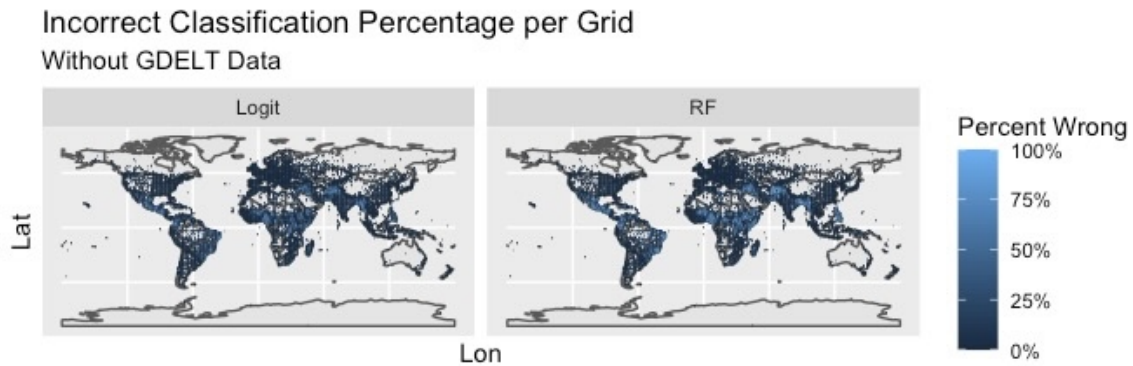 Incorrect Classification Percentage per Grid
Without GDELT Data
Logit
RF
Lat
Lon
Percent Wrong
100%
75%
50%
25%
0%